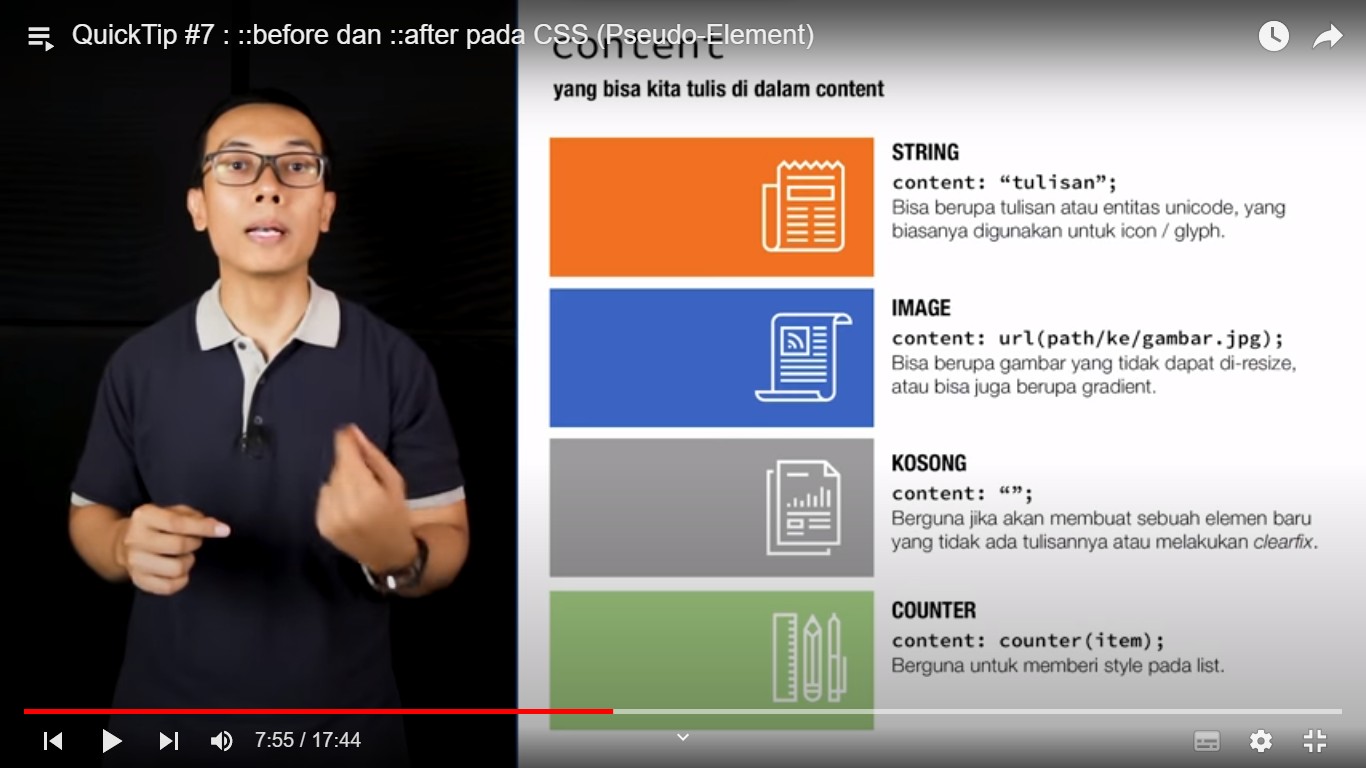 QuickTip #7 : ::before dan ::after pada CSS (Pseudo-Element)
content
yang bisa kita tulis di dalam content
STRING
content: “tulisan”;
Bisa berupa tulisan atau entitas unicode, yang
biasanya digunakan untuk icon / glyph.
IMAGE
content: url(path/ke/gambar.jpg);
Bisa berupa gambar yang tidak dapat di-resize,
atau bisa juga berupa gradient.
KOSONG
content: “”;
Berguna jika akan membuat sebuah elemen baru
yang tidak ada tulisannya atau melakukan clearfix.
COUNTER
content: counter(item);
Berguna untuk memberi style pada list.
7:55 / 17:44